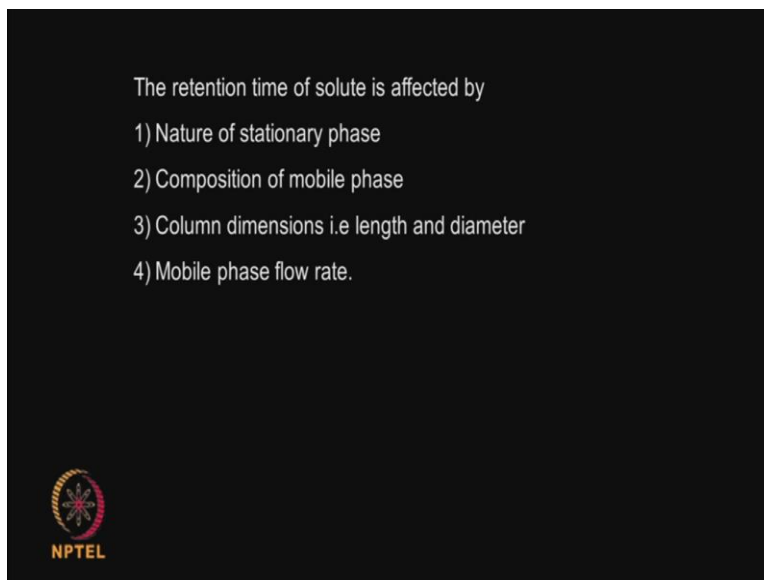 The retention time of solute is affected by
1) Nature of stationary phase
2) Composition of mobile phase
3) Column dimensions i.e length and diameter
4) Mobile phase flow rate.
NPTEL